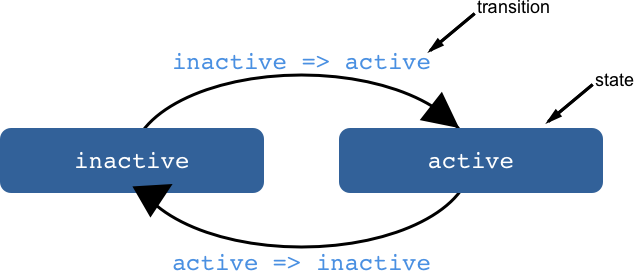 transition
inactive => active
state
inactive
active
active => inactive